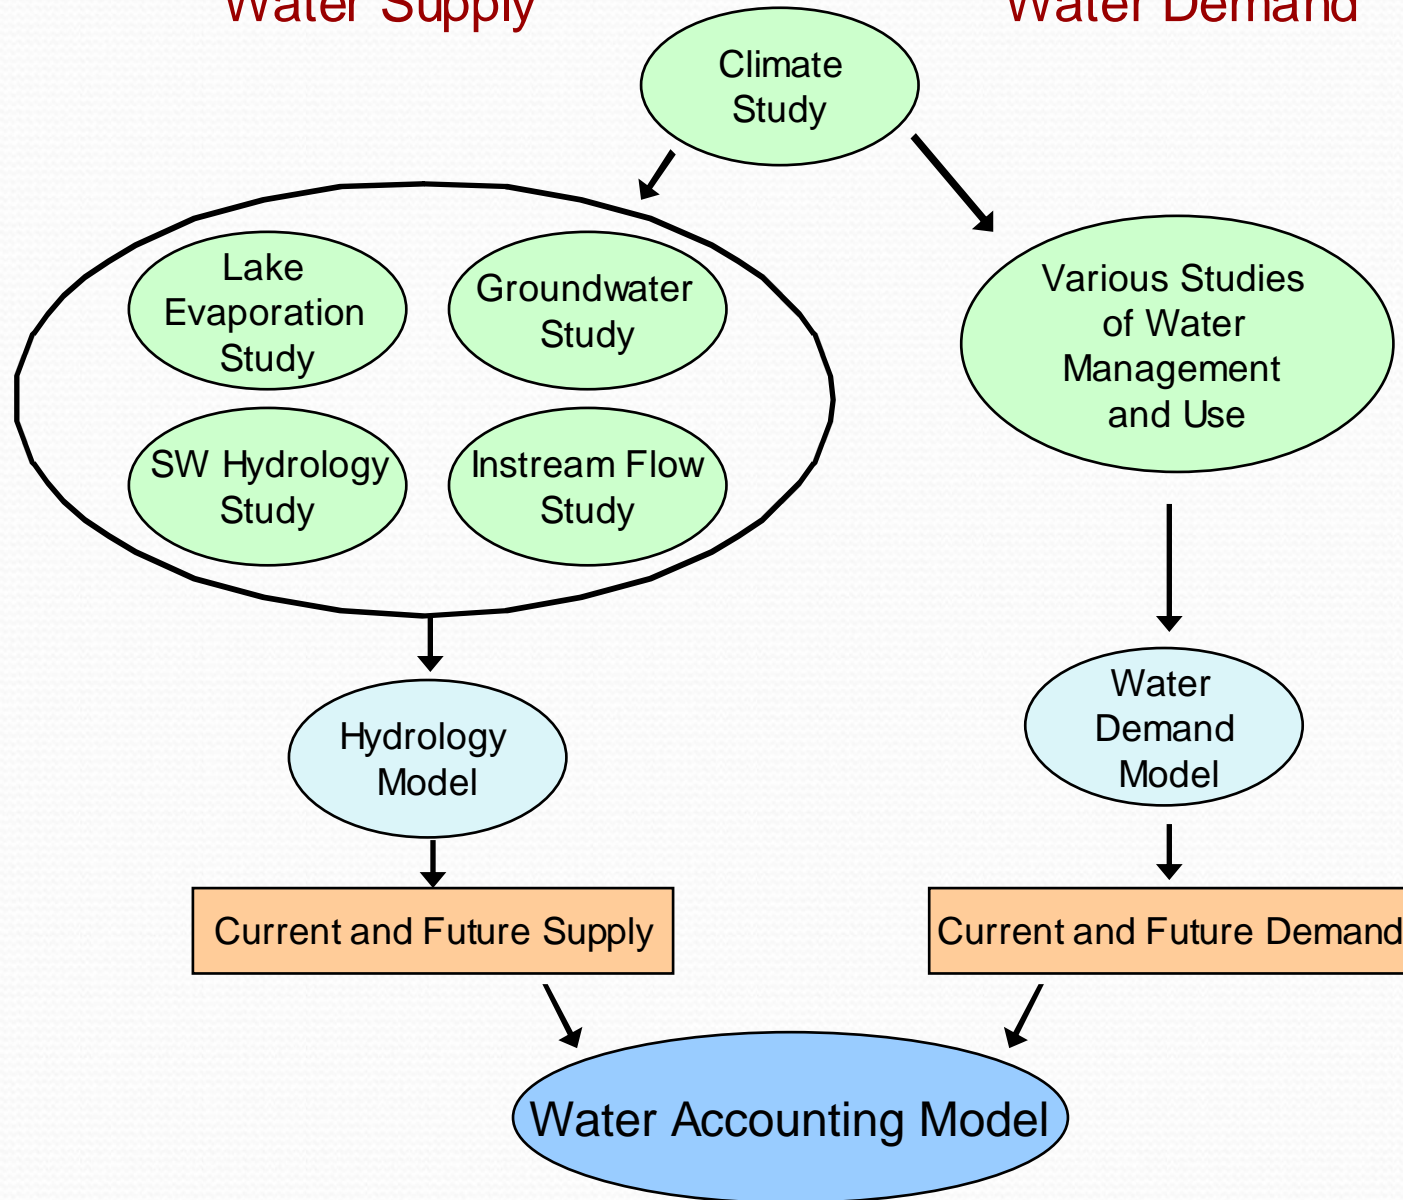 Water Supply
Water Demand
Climate
Study
Lake
Evaporation
Study
Groundwater
Study
SW Hydrology
Study
Instream Flow
Study
Various Studies
of Water
Management
and Use
Hydrology
Model
Water
Demand
Model
Current and Future Supply
Current and Future Demand
Water Accounting Model